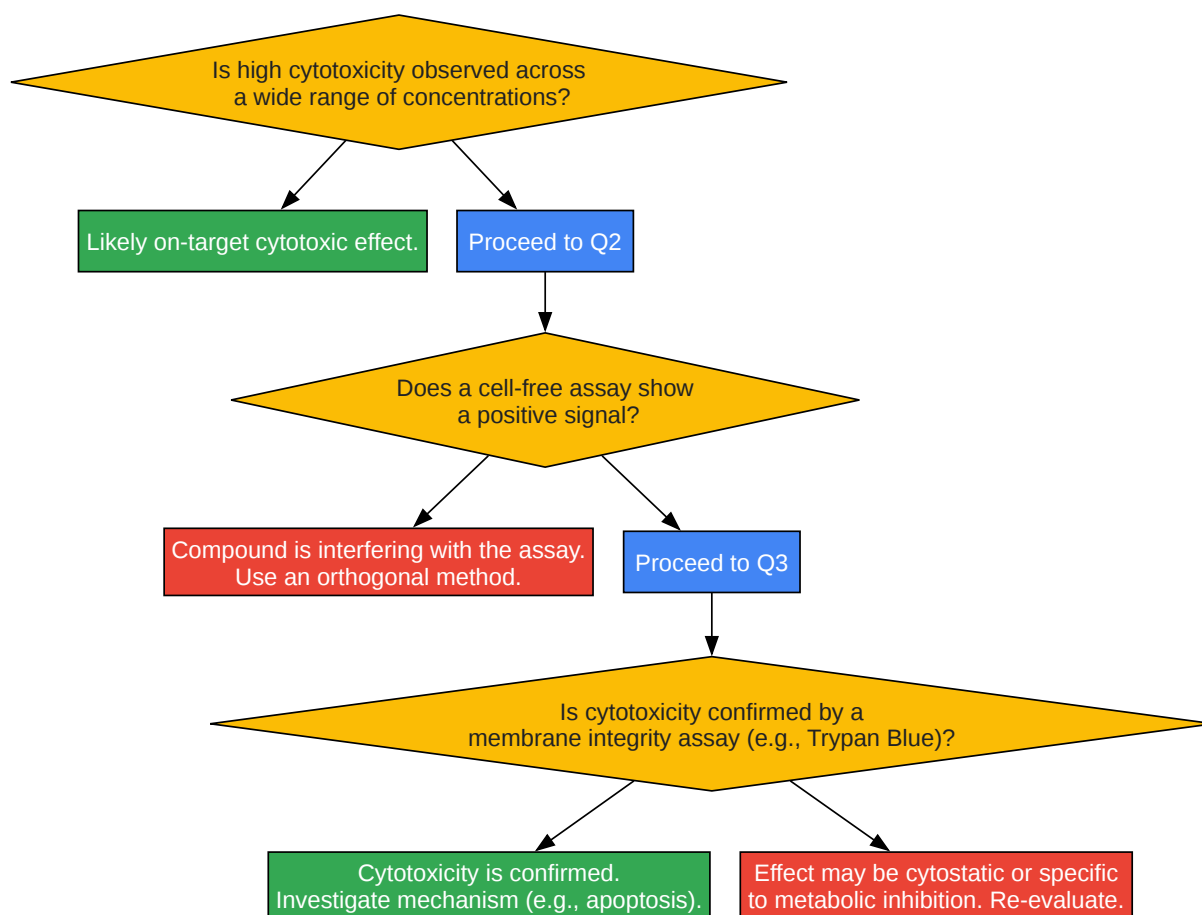 Is high cytotoxicity observed across
a wide range of concentrations?
Likely on-target cytotoxic effect.
Proceed to Q2
Does a cell-free assay show
a positive signal?
Compound is interfering with the assay.
Use an orthogonal method.
Proceed to Q3
Is cytotoxicity confirmed by a
membrane integrity assay (e.g., Trypan Blue)?
Cytotoxicity is confirmed.
Investigate mechanism (e.g., apoptosis).
Effect may be cytostatic or specific
to metabolic inhibition. Re-evaluate.